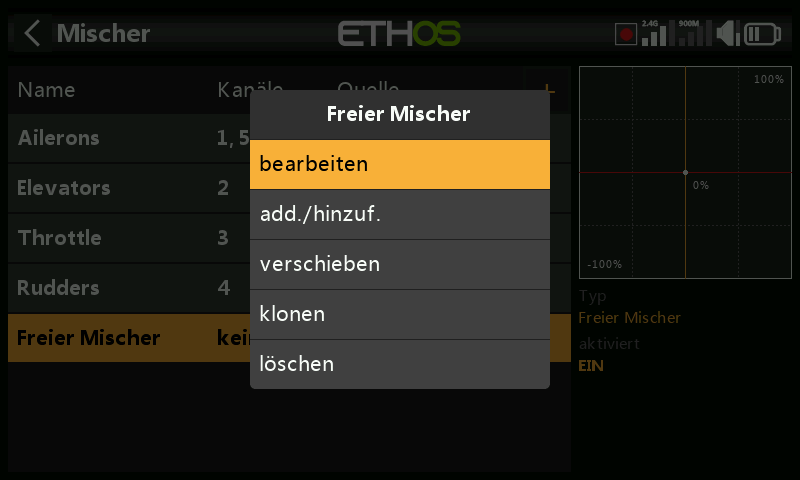 Mischer
ETHOS
2.4G
900M
Name Kanäle Quelle +
100%
Freier Mischer
Ailerons 1, 5
bearbeiten
0%
Elevators 2
add./hinzuf.
Throttle 3
verschieben
-100%
Rudders 4
klonen
Typ
Freier Mischer
Freier Mischer
aktiviert
löschen
EIN